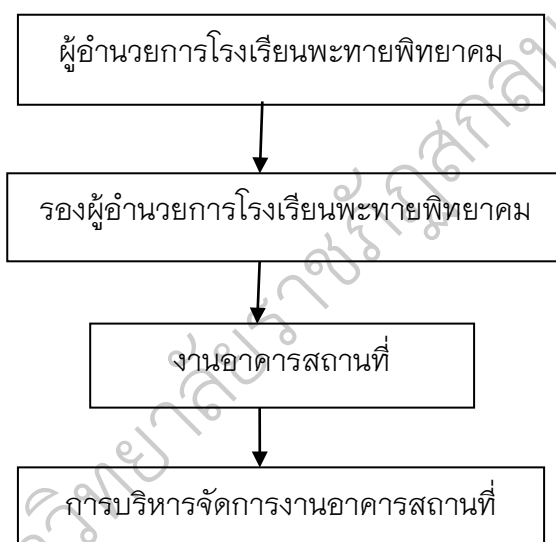 ผู้อำนวยการโรงเรียนพะทายพิทยาคม
รองผู้อำนวยการโรงเรียนพะทายพิทยาคม
งานอาคารสถานที่
การบริหารจัดการงานอาคารสถานที่